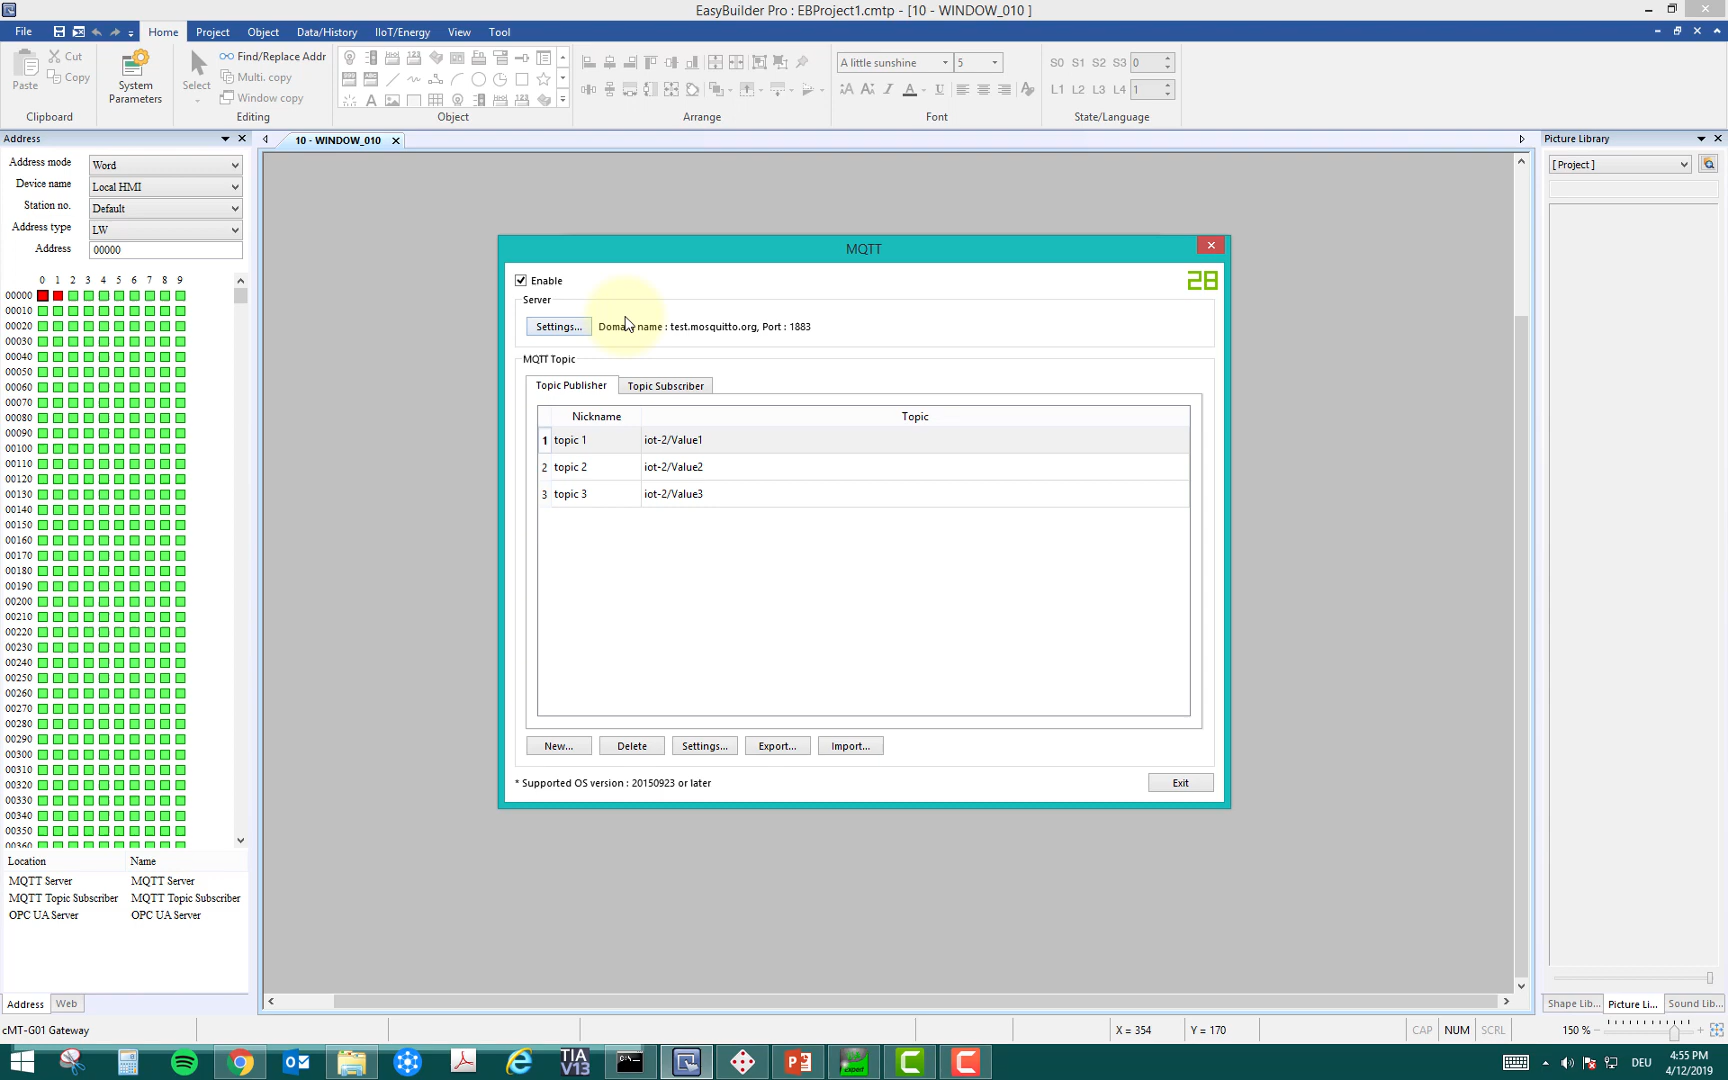 EasyBuilder Pro : EBProject1.cmtp - [10 - WINDOW_010 ]
File Home Project Object Data/History IIoT/Energy View Tool
Paste
Cut
Copy
Clipboard
System Parameters
Select
Find/Replace Addr
Multi. copy
Window copy
Editing
Object
Arrange
A little sunshine 5
Font
S0 S1 S2 S3 0
L1 L2 L3 L4 1
State/Language
Address
10 - WINDOW_010
Picture Library
Address mode Word
Device name Local HMI
Station no. Default
Address type LW
Address 00000
[Project]
0 1 2 3 4 5 6 7 8 9
00000
00010
00020
00030
00040
00050
00060
00070
00080
00090
00100
00110
00120
00130
00140
00150
00160
00170
00180
00190
00200
00210
00220
00230
00240
00250
00260
00270
00280
00290
00300
00310
00320
00330
00340
00350
00360
Location Name
MQTT Server MQTT Server
MQTT Topic Subscriber MQTT Topic Subscriber
OPC UA Server OPC UA Server
Address Web
MQTT
Enable
28
Server
Settings... Domain name : test.mosquitto.org, Port : 1883
MQTT Topic
Topic Publisher Topic Subscriber
Nickname Topic
1 topic 1 iot-2/Value1
2 topic 2 iot-2/Value2
3 topic 3 iot-2/Value3
New... Delete Settings... Export... Import...
* Supported OS version : 20150923 or later
Exit
Shape Lib... Picture Li... Sound Lib...
cMT-G01 Gateway X = 354 Y = 170 CAP NUM SCRL 150 %
TIA V13
DEU
4:55 PM
4/12/2019